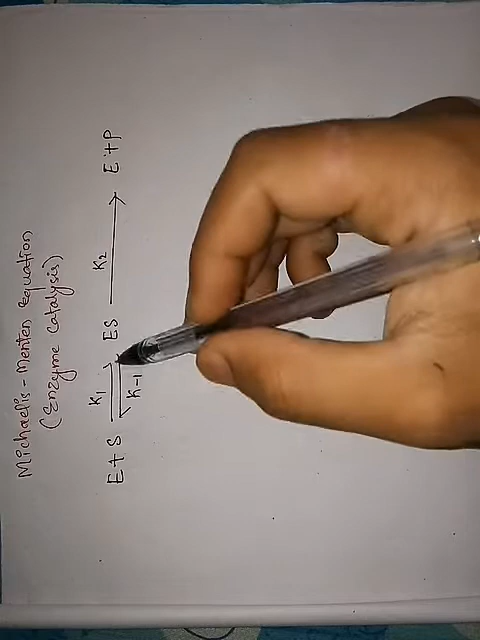 Michaelis-Menten equation
(Enzyme catalysis)
E + S ⇌ ES → E + P
K1 K-1 K2